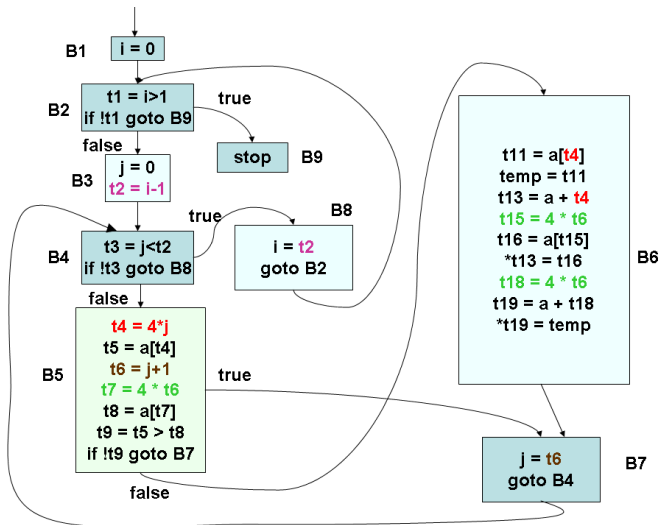 B1
i = 0
B2
t1 = i>1
if !t1 goto B9
true
false
stop
B9
B3
j = 0
t2 = i-1
true
B8
B4
t3 = j<t2
if !t3 goto B8
i = t2
goto B2
false
B5
t4 = 4*j
t5 = a[t4]
t6 = j+1
t7 = 4 * t6
t8 = a[t7]
t9 = t5 > t8
if !t9 goto B7
true
false
t11 = a[t4]
temp = t11
t13 = a + t4
t15 = 4 * t6
t16 = a[t15]
*t13 = t16
t18 = 4 * t6
t19 = a + t18
*t19 = temp
B6
j = t6
goto B4
B7